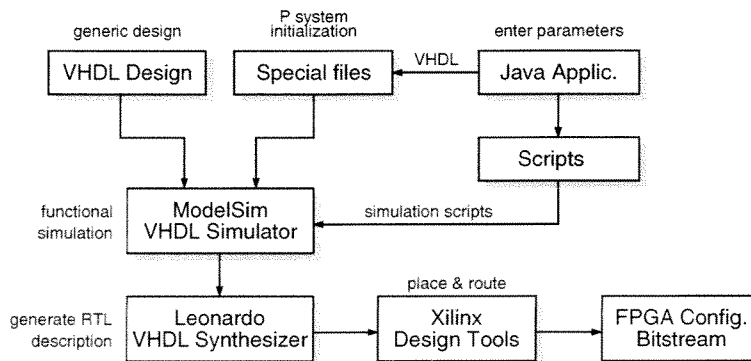 P system
generic design
initialization
enter parameters
VHDL Design
Special files
VHDL
Java Applic.
Scripts
functional
simulation
ModelSim
VHDL Simulator
simulation scripts
place & route
generate RTL
description
Leonardo
VHDL Synthesizer
Xilinx
Design Tools
FPGA Config.
Bitstream